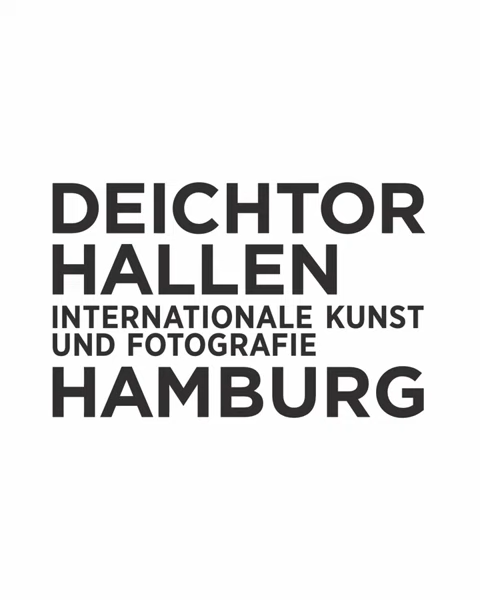 DEICHTOR
HALLEN
INTERNATIONALE KUNST
UND FOTOGRAFIE
HAMBURG